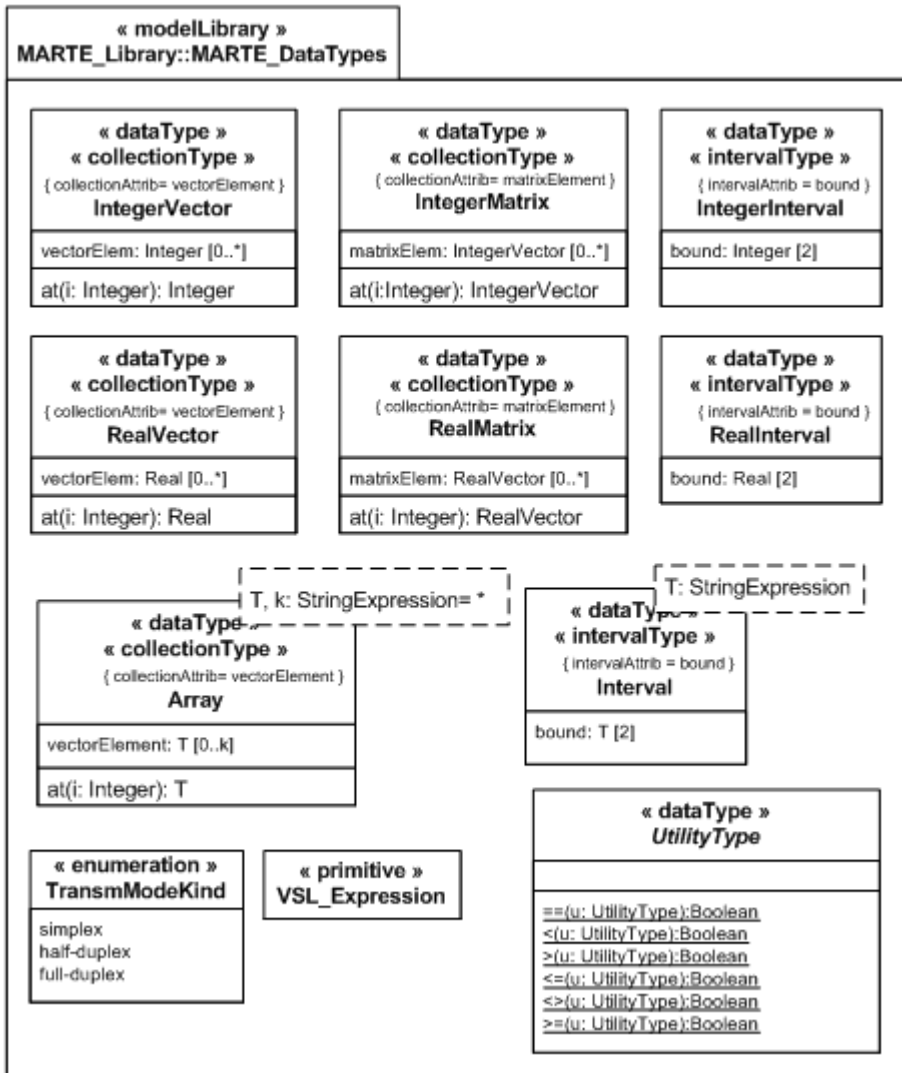 « modelLibrary »
MARTE_Library::MARTE_DataTypes
« dataType »
« collectionType »
{ collectionAttrib= vectorElement }
IntegerVector
vectorElem: Integer [0..*]
at(i: Integer): Integer
« dataType »
« collectionType »
{ collectionAttrib= matrixElement }
IntegerMatrix
matrixElem: IntegerVector [0..*]
at(i:Integer): IntegerVector
« dataType »
« intervalType »
{ intervalAttrib = bound }
IntegerInterval
bound: Integer [2]
« dataType »
« collectionType »
{ collectionAttrib= vectorElement }
RealVector
vectorElem: Real [0..*]
at(i: Integer): Real
« dataType »
« collectionType »
{ collectionAttrib= matrixElement }
RealMatrix
matrixElem: RealVector [0..*]
at(i: Integer): RealVector
« dataType »
« intervalType »
{ intervalAttrib = bound }
RealInterval
bound: Real [2]
T, k: StringExpression= *
« dataType »
« collectionType »
{ collectionAttrib= vectorElement }
Array
vectorElement: T [0..k]
at(i: Integer): T
T: StringExpression
« dataType »
« intervalType »
{ intervalAttrib = bound }
Interval
bound: T [2]
« enumeration »
TransmModeKind
simplex
half-duplex
full-duplex
« primitive »
VSL_Expression
« dataType »
UtilityType
==(u: UtilityType):Boolean
<(u: UtilityType):Boolean
>(u: UtilityType):Boolean
<=(u: UtilityType):Boolean
<>(u: UtilityType):Boolean
>=(u: UtilityType):Boolean